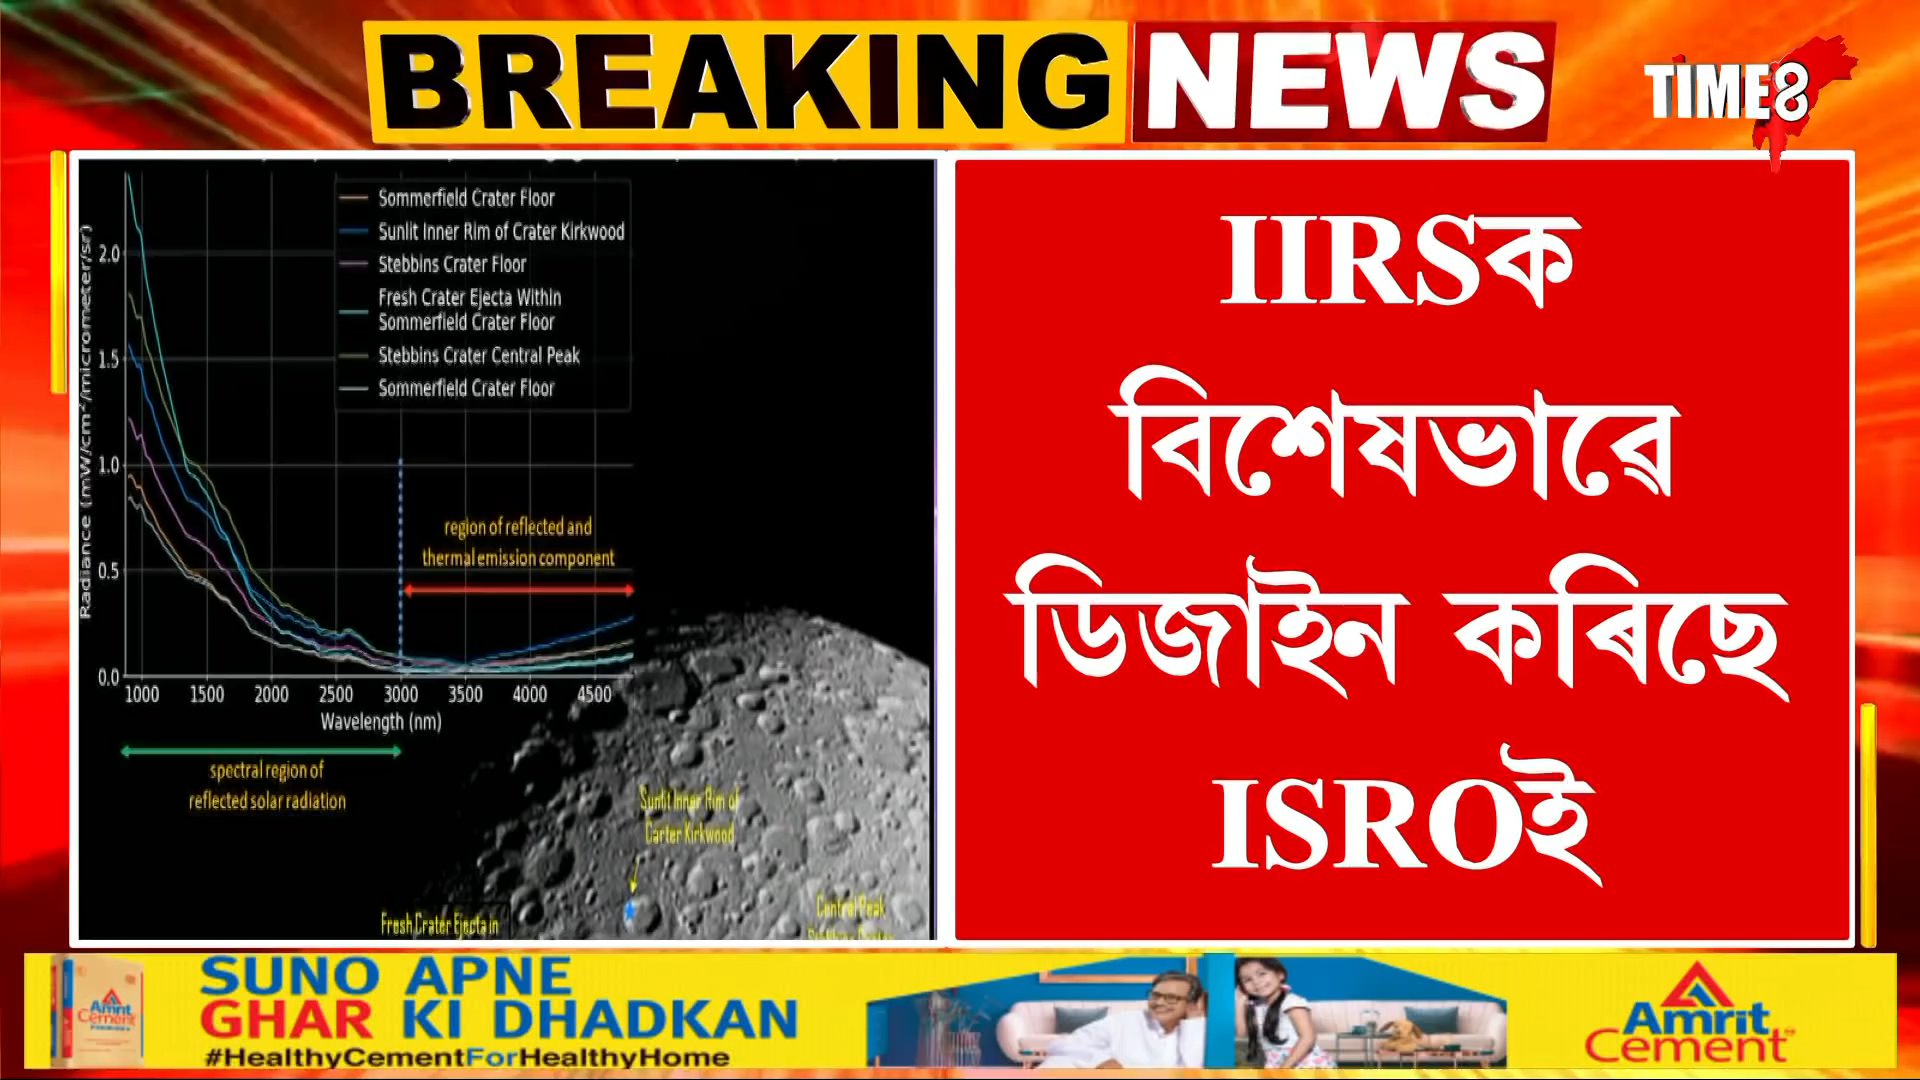 BREAKING NEWS
TIME8
Sommerfield Crater Floor
Sunlit Inner Rim of Crater Kirkwood
Stebbins Crater Floor
Fresh Crater Ejecta Within
Sommerfield Crater Floor
Stebbins Crater Central Peak
Sommerfield Crater Floor
Radiance (mW/cm²/micrometer/sr)
2.0
1.5
1.0
0.5
0.0
region of reflected and
thermal emission component
1000 1500 2000 2500 3000 3500 4000 4500
Wavelength (nm)
spectral region of
reflected solar radiation
Sunlit Inner Rim of
Carter Kirkwood
Fresh Crater Ejecta in
Central Peak
IIRSক
বিশেষভাৱে
ডিজাইন কৰিছে
ISROই
Amrit
Cement
SUNO APNE
GHAR KI DHADKAN
#HealthyCementForHealthyHome
Amrit
Cement